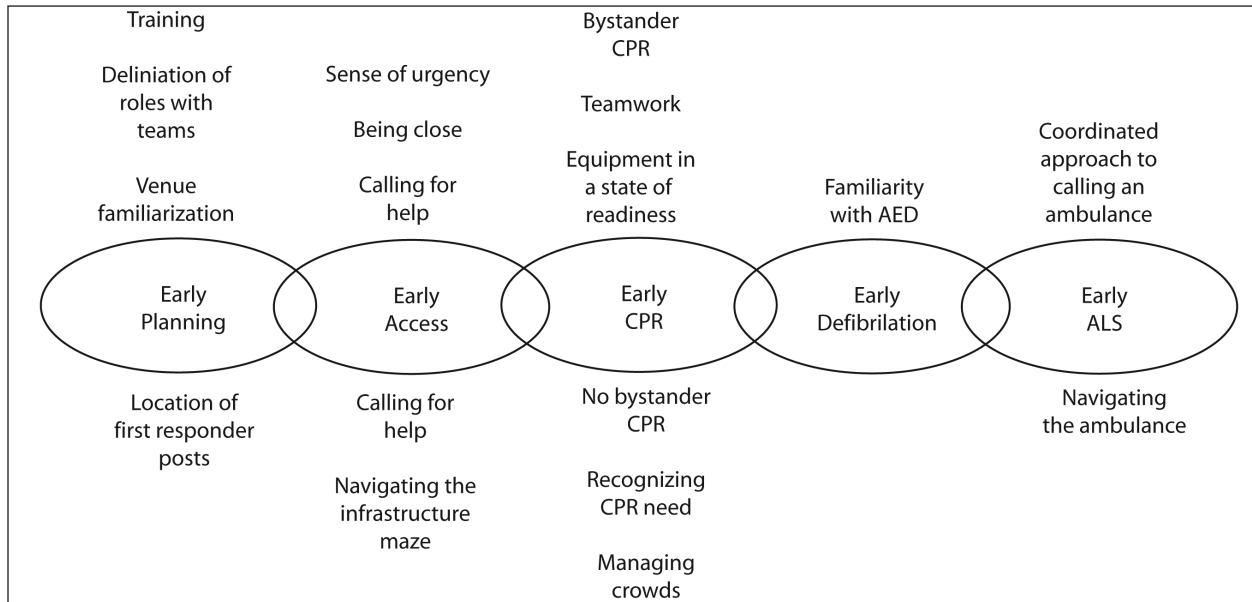 Training
Deliniation of
roles with
teams
Venue
familiarization
Sense of urgency
Being close
Calling for
help
Bystander
CPR
Teamwork
Equipment in
a state of
readiness
Familiarity
with AED
Coordinated
approach to
calling an
ambulance
Early
Planning
Early
Access
Early
CPR
Early
Defibrilation
Early
ALS
Location of
first responder
posts
Calling for
help
Navigating the
infrastructure
maze
No bystander
CPR
Recognizing
CPR need
Managing
crowds
Navigating
the ambulance